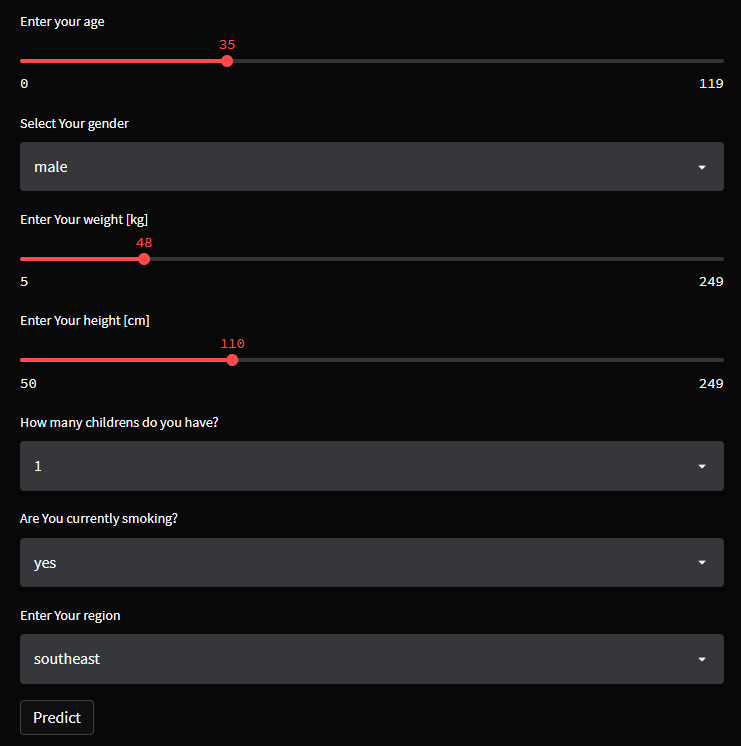 Enter your age
35
0 119
Select Your gender
male
Enter Your weight [kg]
48
5 249
Enter Your height [cm]
110
50 249
How many childrens do you have?
1
Are You currently smoking?
yes
Enter Your region
southeast
Predict